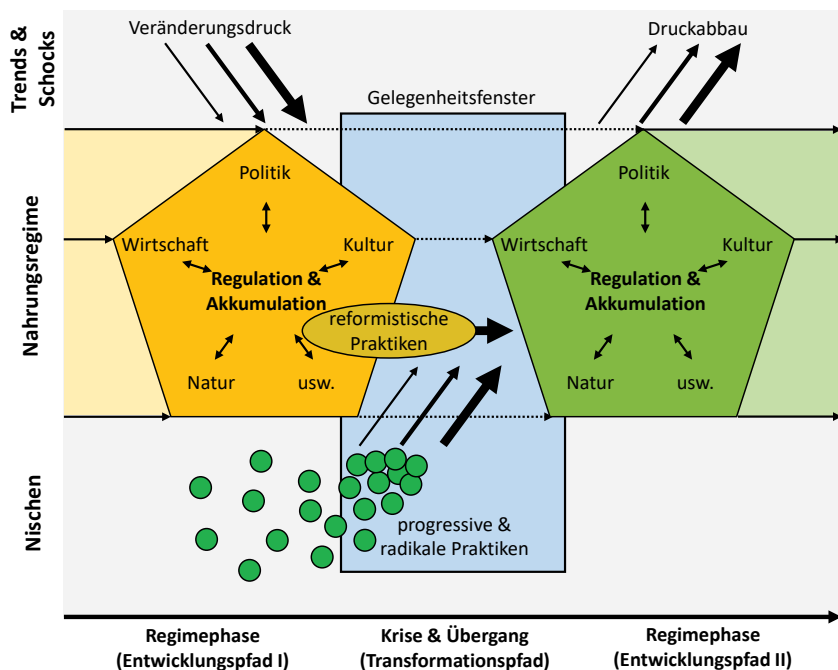 Trends &
Schocks
Veränderungsdruck
Druckabbau
Gelegenheitsfenster
Nahrungsregime
Politik
Wirtschaft
Kultur
Regulation &
Akkumulation
Natur
usw.
reformistische
Praktiken
Politik
Wirtschaft
Kultur
Regulation &
Akkumulation
Natur
usw.
Nischen
progressive &
radikale Praktiken
Regimephase
(Entwicklungspfad I)
Krise & Übergang
(Transformationspfad)
Regimephase
(Entwicklungspfad II)